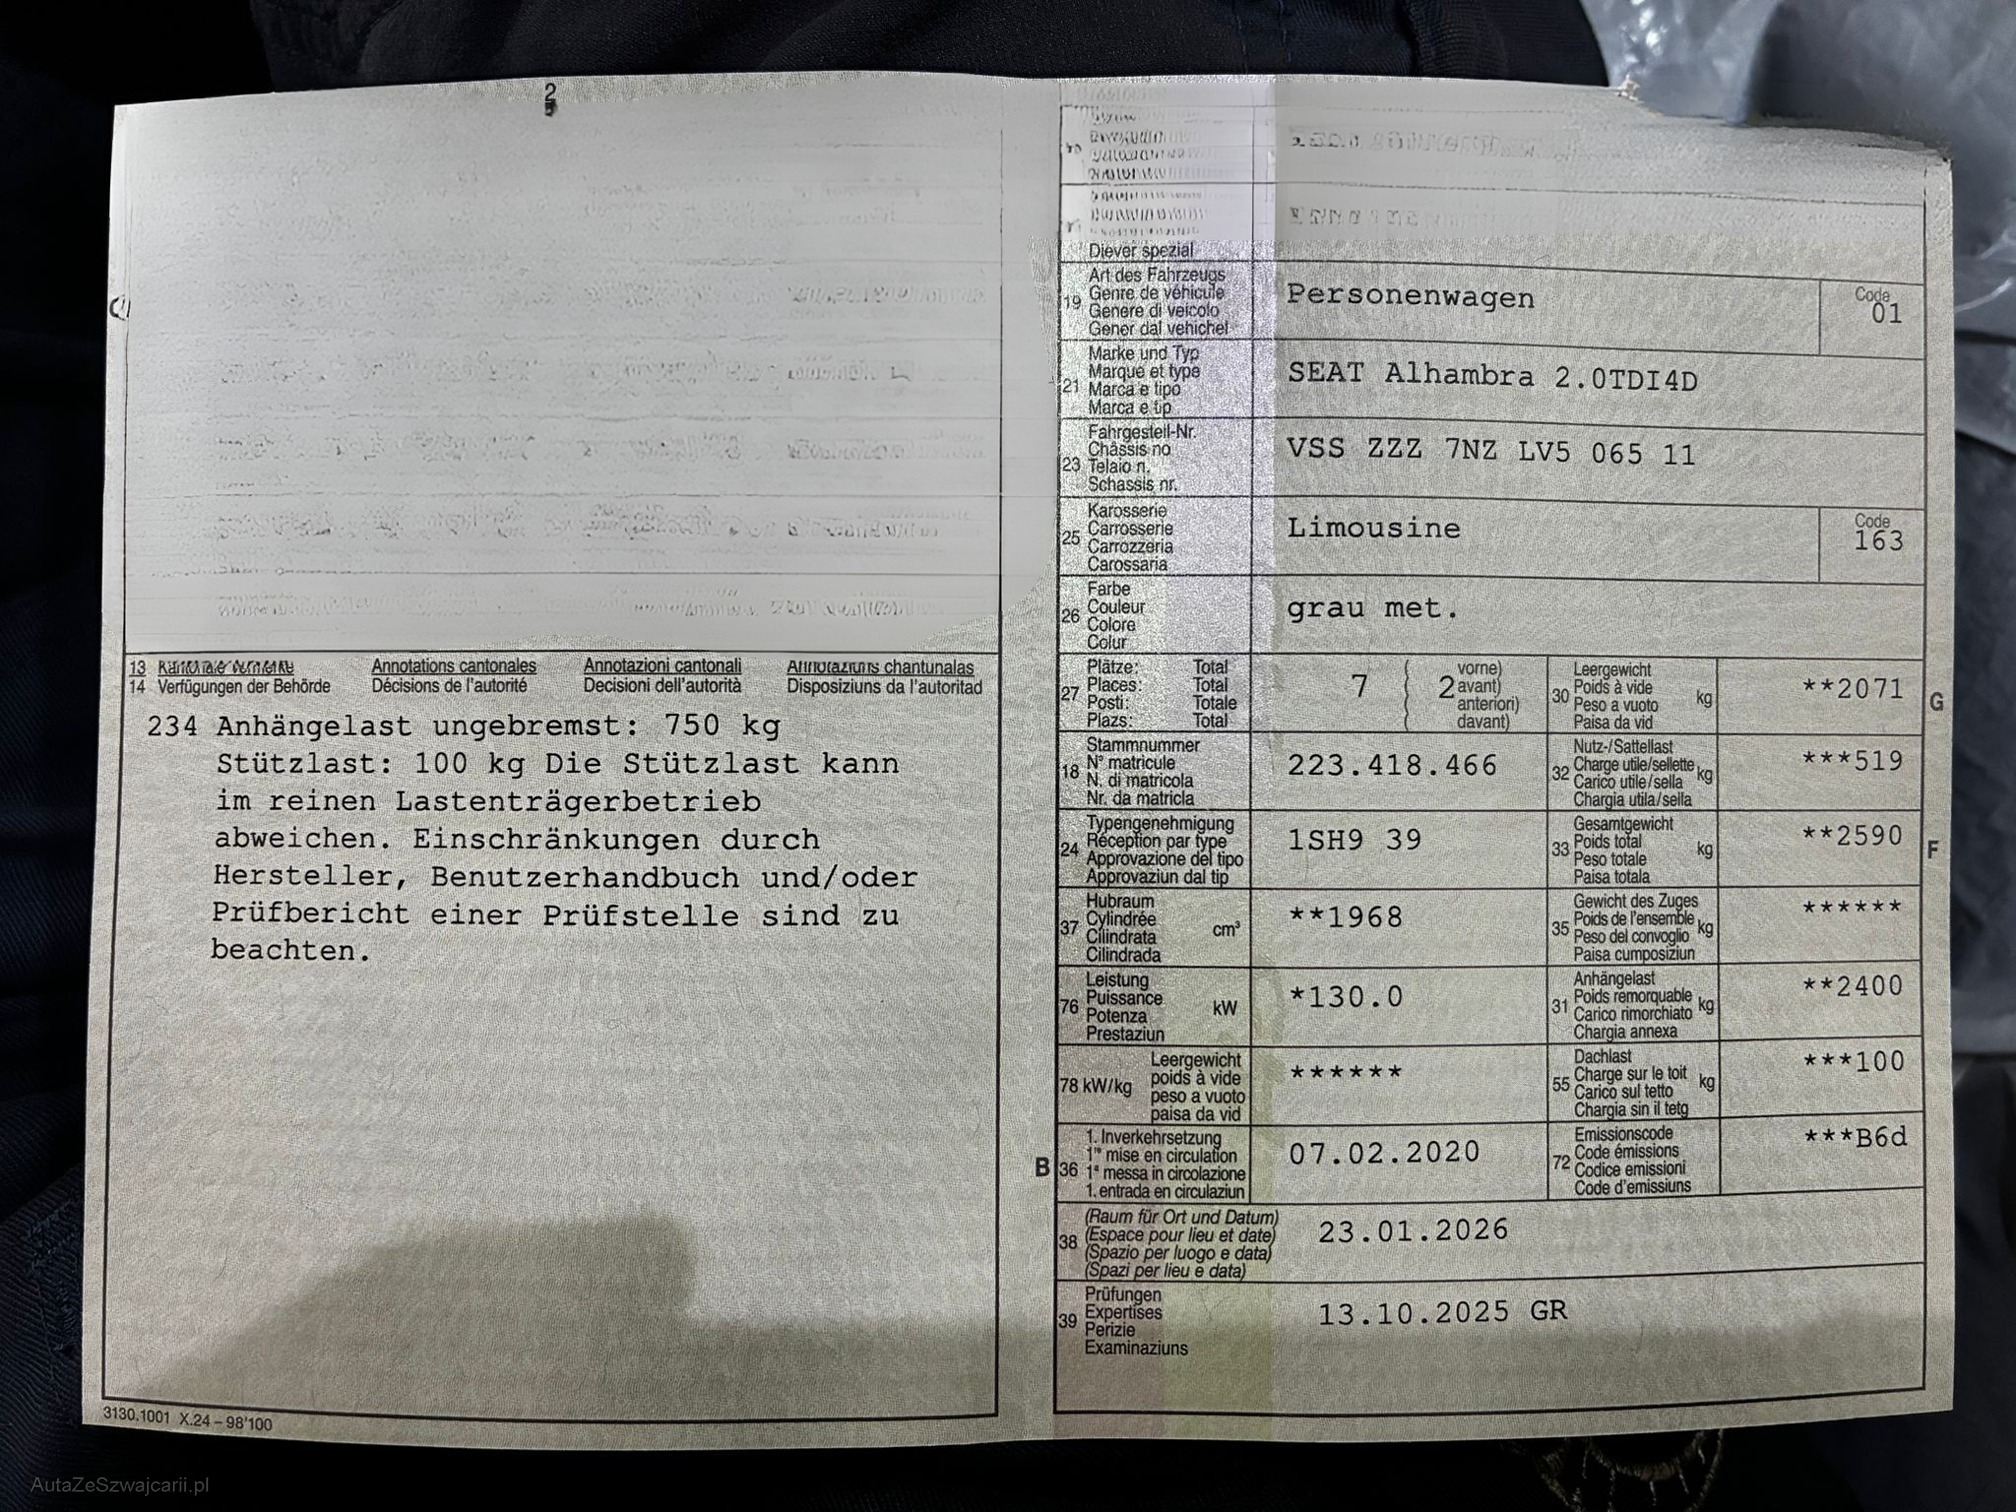 2
13 Annotations cantonales Annotazioni cantonali chantunalas
14 Verfügungen der Behörde Décisions de l'autorité Decisioni dell'autorità Disposiziuns da l'autoritad
234 Anhängelast ungebremst: 750 kg
Stützlast: 100 kg Die Stützlast kann
im reinen Lastenträgerbetrieb
abweichen. Einschränkungen durch
Hersteller, Benutzerhandbuch und/oder
Prüfbericht einer Prüfstelle sind zu
beachten.
3130.1001 X.24 – 98'100
Diever spezial
19 Art des Fahrzeugs
Genre de véhicule
Genere di veicolo
Gener dal vehichel
Personenwagen
Code
01
21 Marke und Typ
Marque et type
Marca e tipo
Marca e tip
SEAT Alhambra 2.0TDI4D
23 Fahrgestell-Nr.
Châssis no
Telaio n.
Schassis nr.
VSS ZZZ 7NZ LV5 065 11
25 Karosserie
Carrosserie
Carrozzeria
Carossaria
Limousine
Code
163
26 Farbe
Couleur
Colore
Colur
grau met.
27 Plätze: Total
Places: Total
Posti: Totale
Plazs: Total
7 ( 2 vorne)
avant)
anteriori)
davant)
30 Leergewicht
Poids à vide
Peso a vuoto
Paisa da vid
kg
**2071
G
18 Stammnummer
N° matricule
N. di matricola
Nr. da matricla
223.418.466
32 Nutz-/Sattellast
Charge utile/sellette
Carico utile/sella
Chargia utila/sella
kg
***519
24 Typengenehmigung
Réception par type
Approvazione del tipo
Approvaziun dal tip
1SH9 39
33 Gesamtgewicht
Poids total
Peso totale
Paisa totala
kg
**2590
F
37 Hubraum
Cylindrée
Cilindrata
Cilindrada
cm³
**1968
35 Gewicht des Zuges
Poids de l'ensemble
Peso del convoglio
Paisa cumposiziun
kg
******
76 Leistung
Puissance
Potenza
Prestaziun
kW
*130.0
31 Anhängelast
Poids remorquable
Carico rimorchiato
Chargia annexa
kg
**2400
78 kW/kg
Leergewicht
poids à vide
peso a vuoto
paisa da vid
******
55 Dachlast
Charge sur le toit
Carico sul tetto
Chargia sin il tetg
kg
***100
B
36 1. Inverkehrsetzung
1re mise en circulation
1a messa in circolazione
1. entrada en circulaziun
07.02.2020
72 Emissionscode
Code émissions
Codice emissioni
Code d'emissiuns
***B6d
38 (Raum für Ort und Datum)
(Espace pour lieu et date)
(Spazio per luogo e data)
(Spazi per lieu e data)
23.01.2026
39 Prüfungen
Expertises
Perizie
Examinaziuns
13.10.2025 GR
AutaZeSzwajcarii.pl